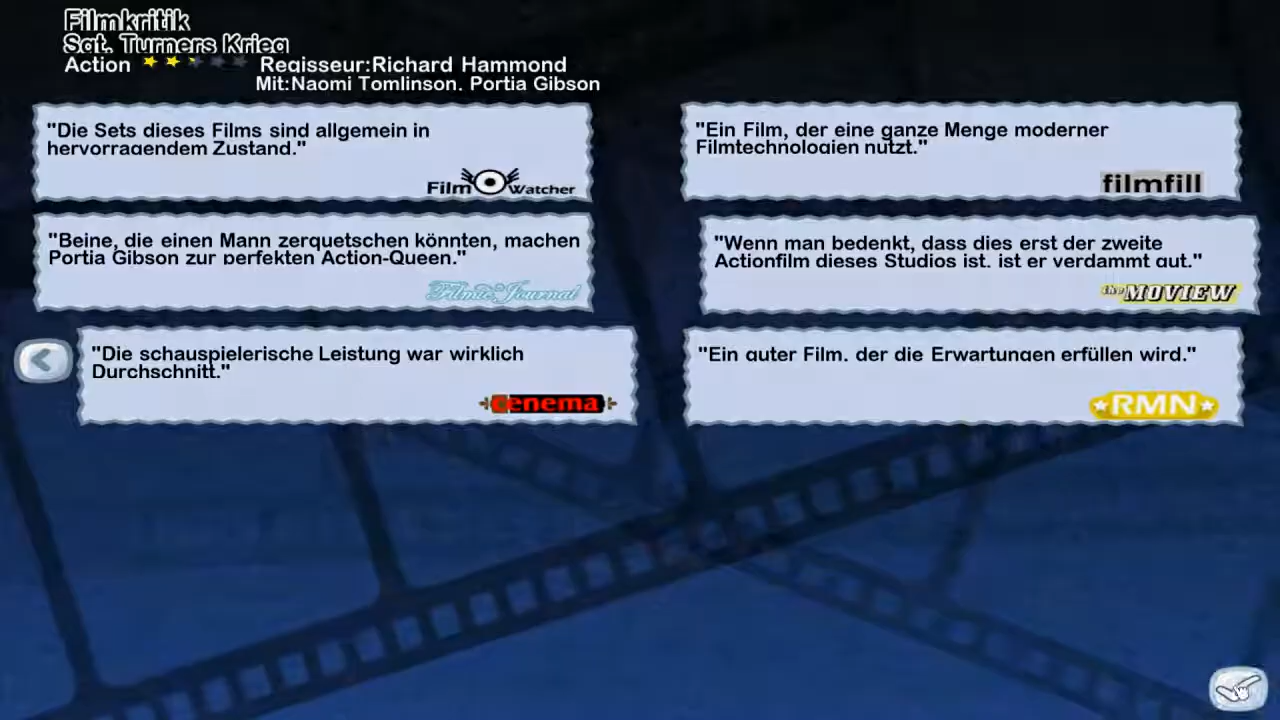 Filmkritik
Sgt. Turners Krieg
Action Regisseur:Richard Hammond
Mit:Naomi Tomlinson, Portia Gibson
"Die Sets dieses Films sind allgemein in
hervorragendem Zustand."
Film Watcher
"Ein Film, der eine ganze Menge moderner
Filmtechnologien nutzt."
filmfill
"Beine, die einen Mann zerquetschen könnten, machen
Portia Gibson zur perfekten Action-Queen."
Filmic Journal
"Wenn man bedenkt, dass dies erst der zweite
Actionfilm dieses Studios ist, ist er verdammt gut."
the MOVIEW
"Die schauspielerische Leistung war wirklich
Durchschnitt."
cenema
"Ein guter Film, der die Erwartungen erfüllen wird."
RMN